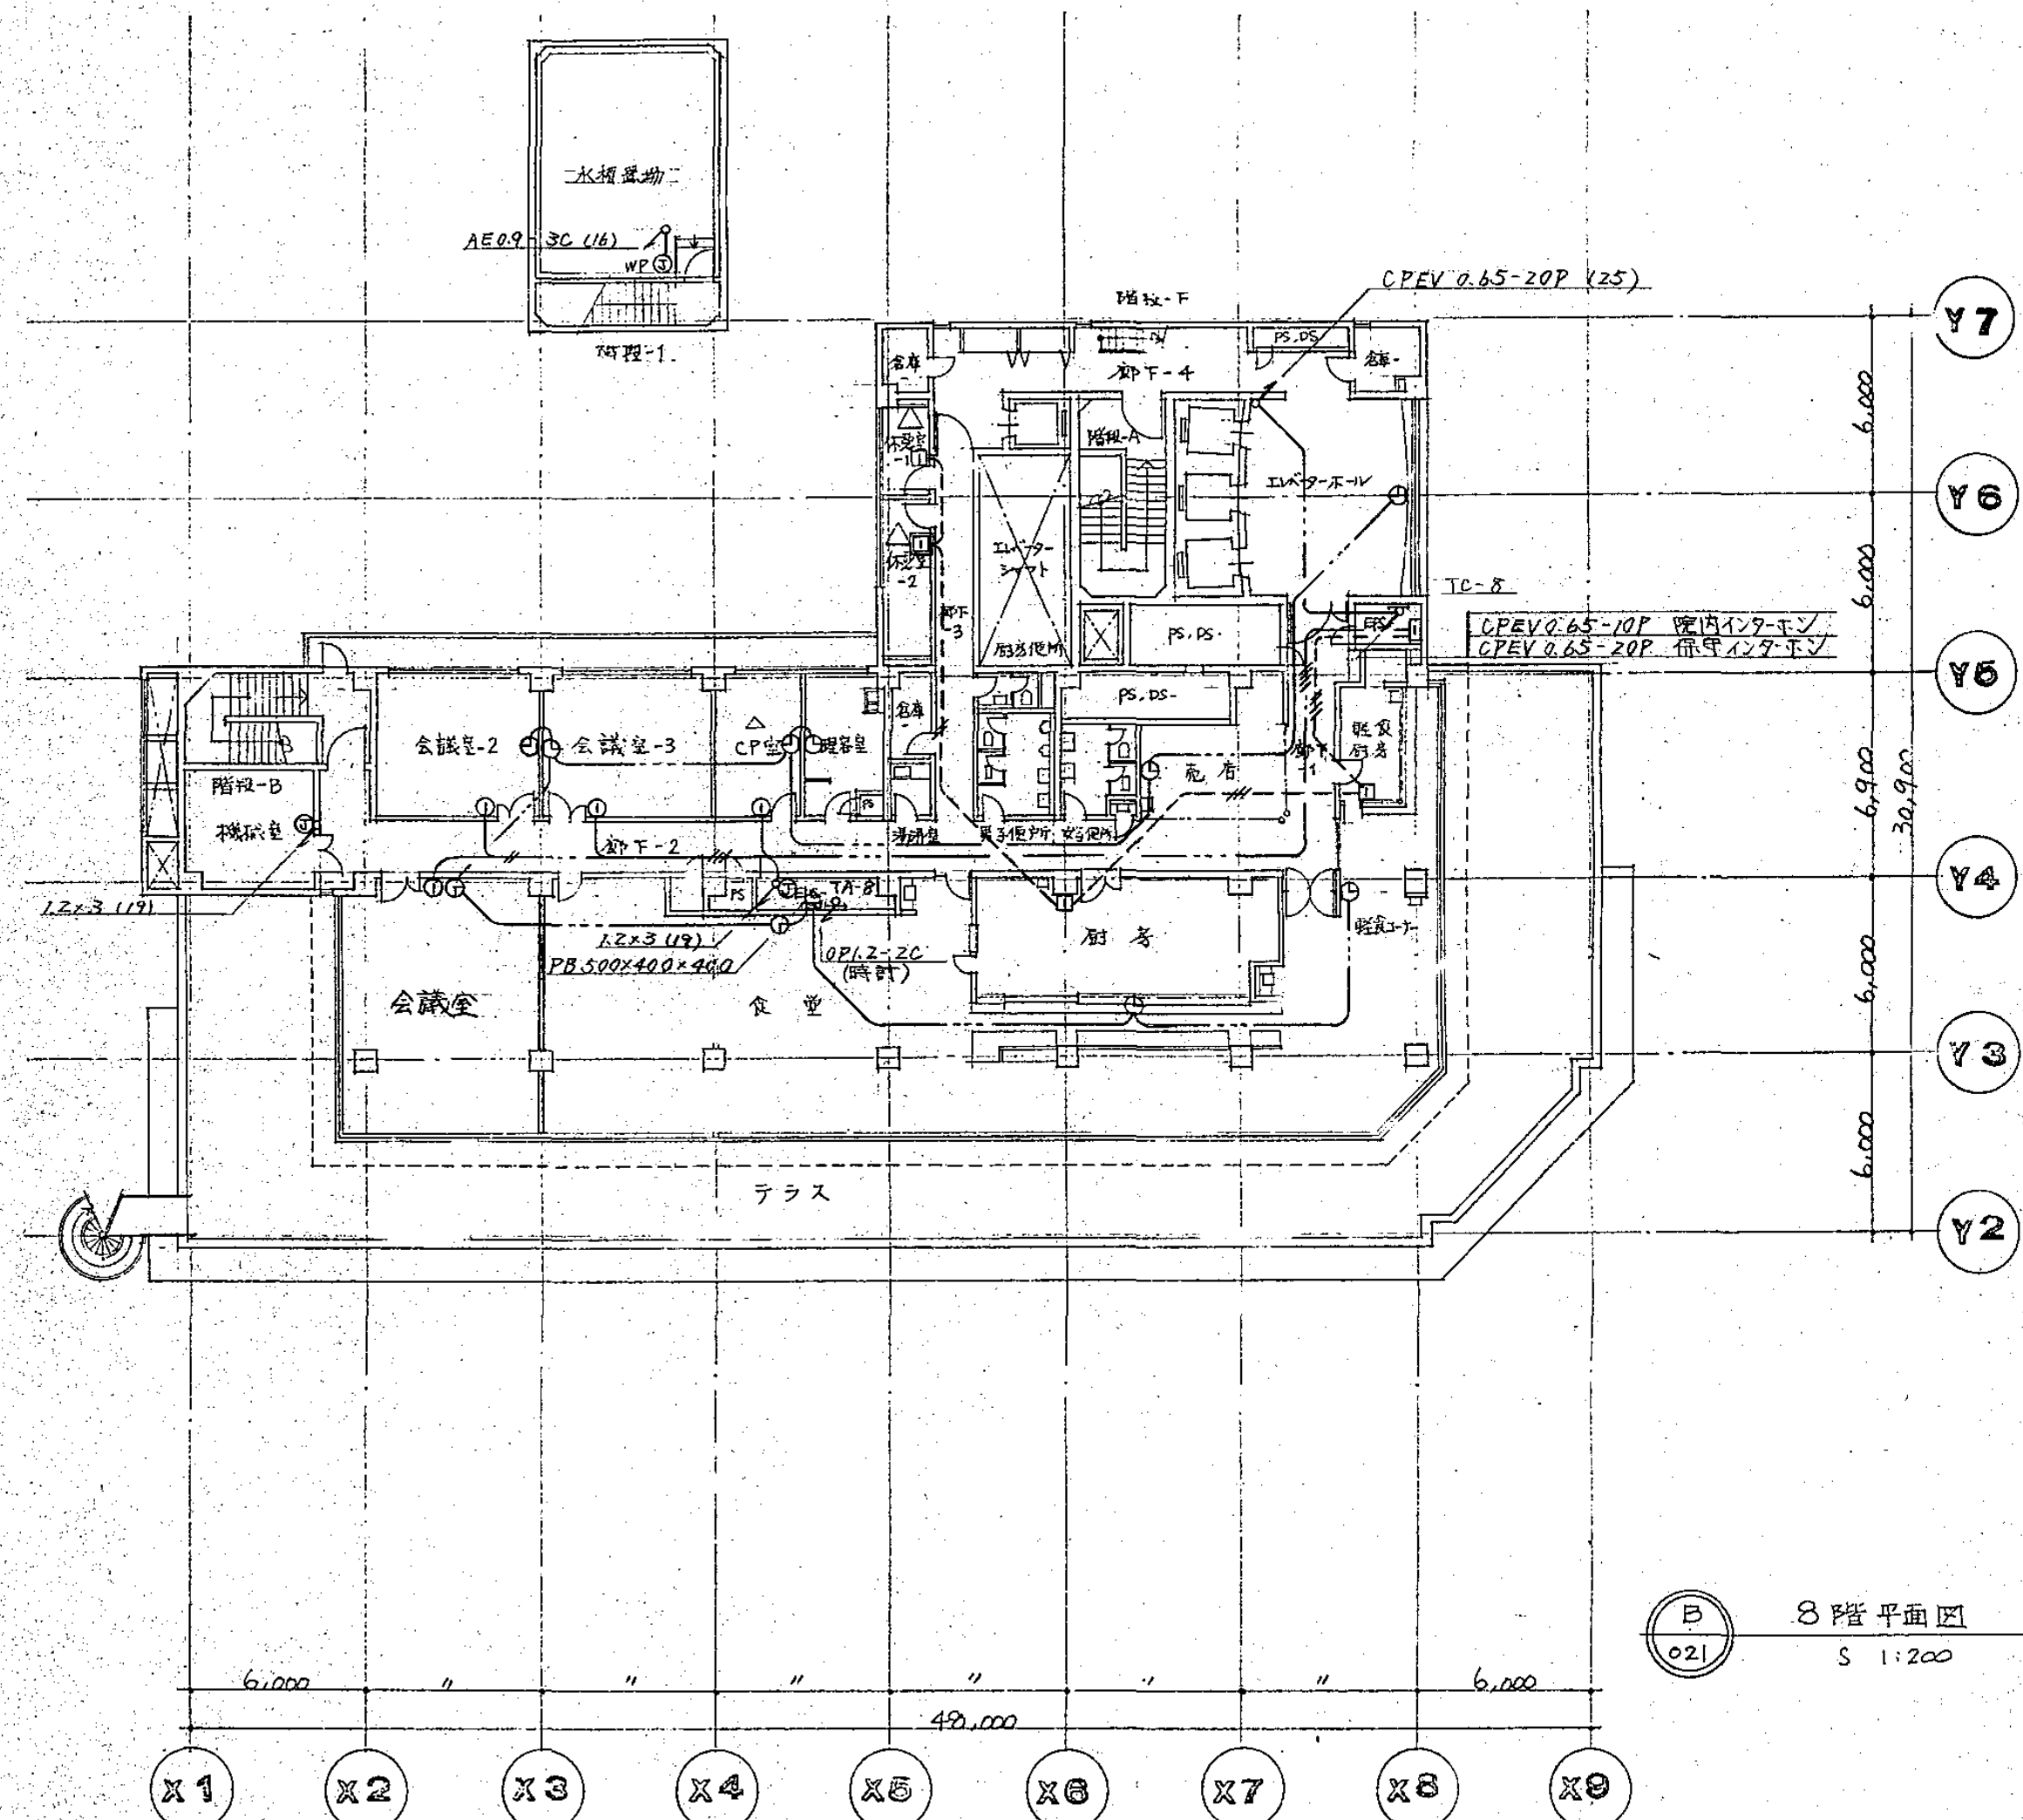 AE0.9-3C (16)
WP J
CPEV 0.65-20P (25)
階段-F
Y7
階段-1
PS.DS
倉庫
倉庫
廊下-4
6,000
休憩室
-1
階段-A
エレベーターホール
Y6
エレベーター
シャフト
休憩室
-2
6,000
TC-8
廊下
3
PS.DS.
EPS
CPEV 0.65-10P 院内インターホン
CPEV 0.65-20P 保守インターホン
厨房便所
Y5
PS.DS-
倉庫
会議室-2
会議室-3
CP室
理容室
軽食
厨房
売店
廊下
-1
階段-B
6,900
30,900
機械室
J
PS
湯沸室
男子便所
女子便所
廊下-2
Y4
PS
J
EPS
TA-8
1.2×3 (19)
厨房
軽食コーナー
1.2×3 (19)
PB 500×400×400
OP1.2-2C
(時計)
6,000
会議室
食堂
Y3
6,000
テラス
Y2
B
021
8階平面図
S 1:200
6,000 〃 〃 〃 〃 〃 〃 6,000
48,000
X1 X2 X3 X4 X5 X6 X7 X8 X9